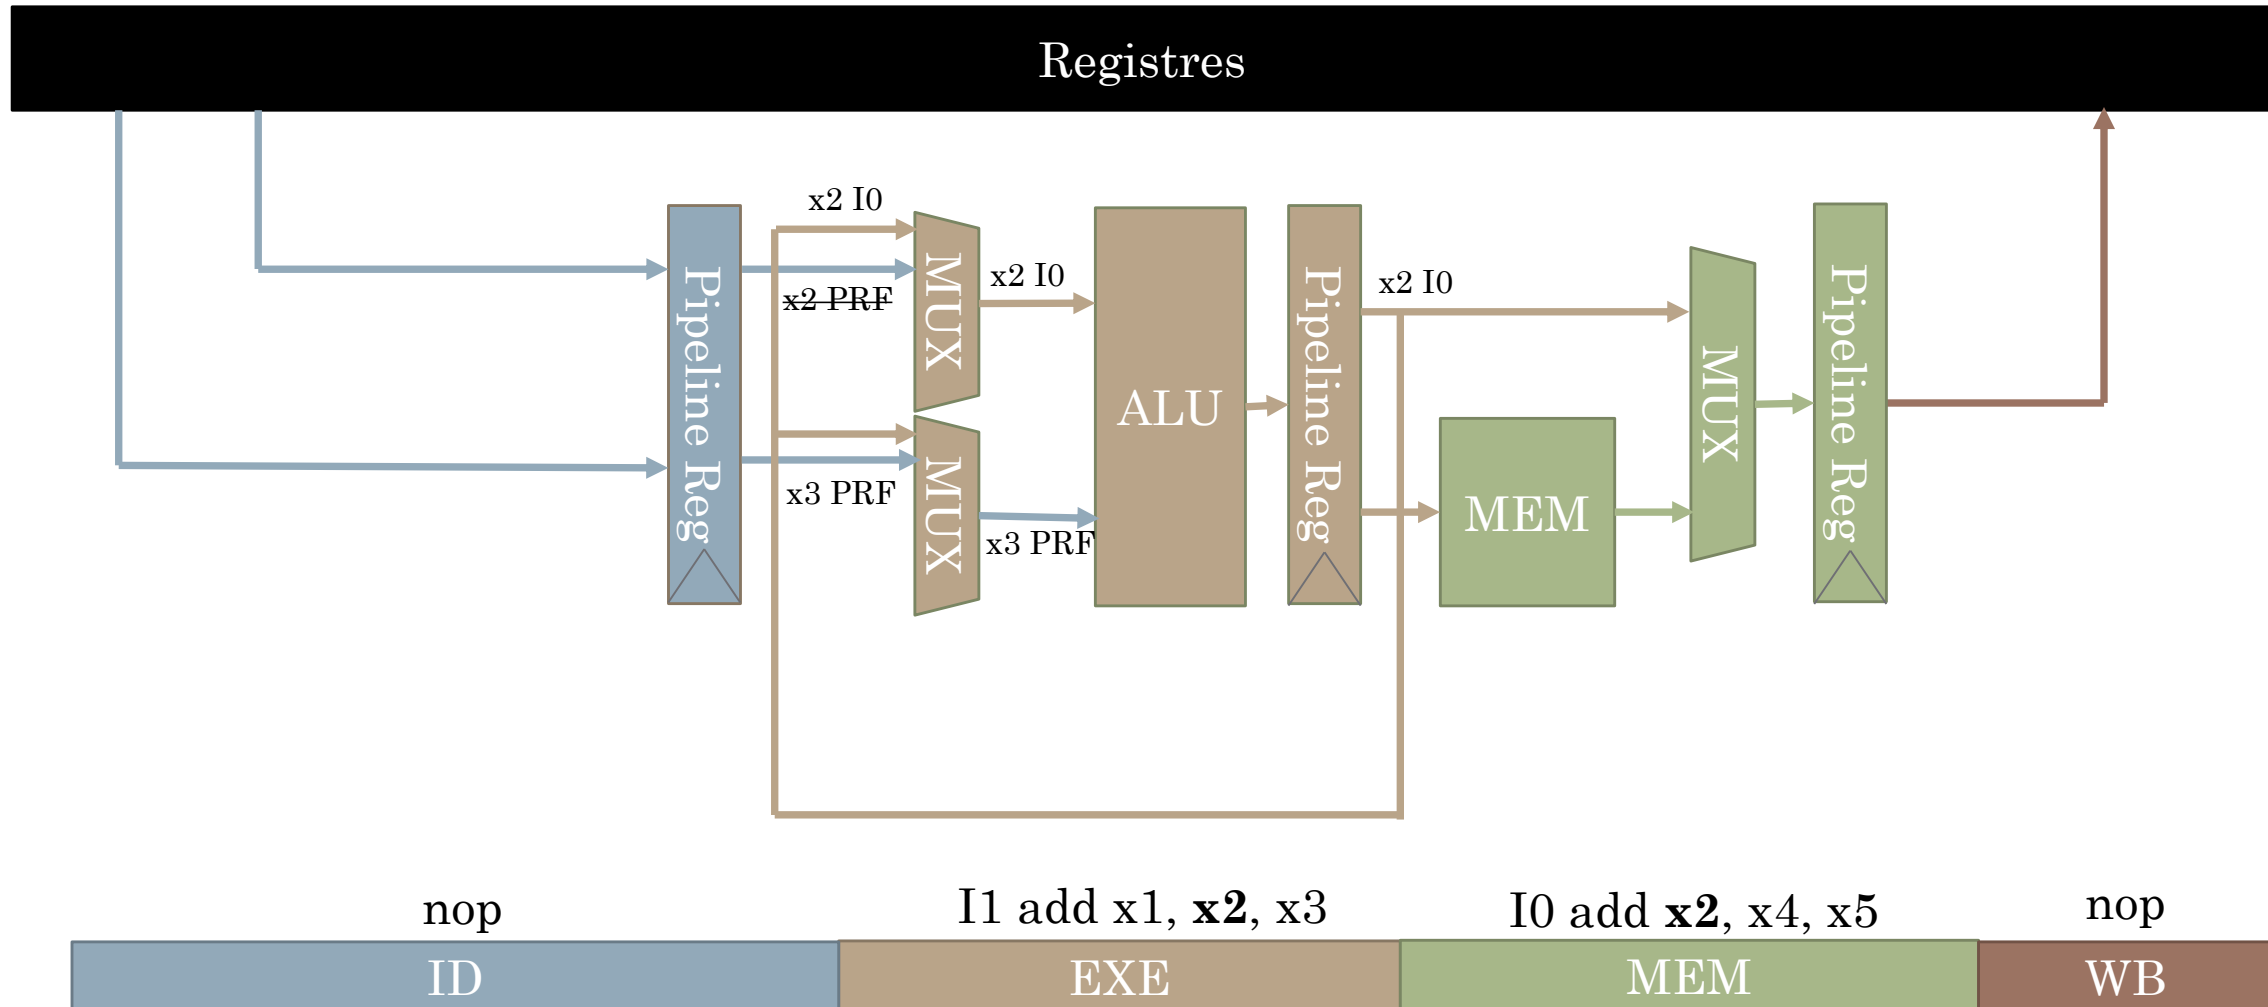 Registres
x2 I0
x2 PRF
x2 I0
x2 I0
x3 PRF
x3 PRF
Pipeline Reg
MUX
MUX
ALU
Pipeline Reg
MEM
MUX
Pipeline Reg
nop
I1 add x1, x2, x3
I0 add x2, x4, x5
nop
ID
EXE
MEM
WB